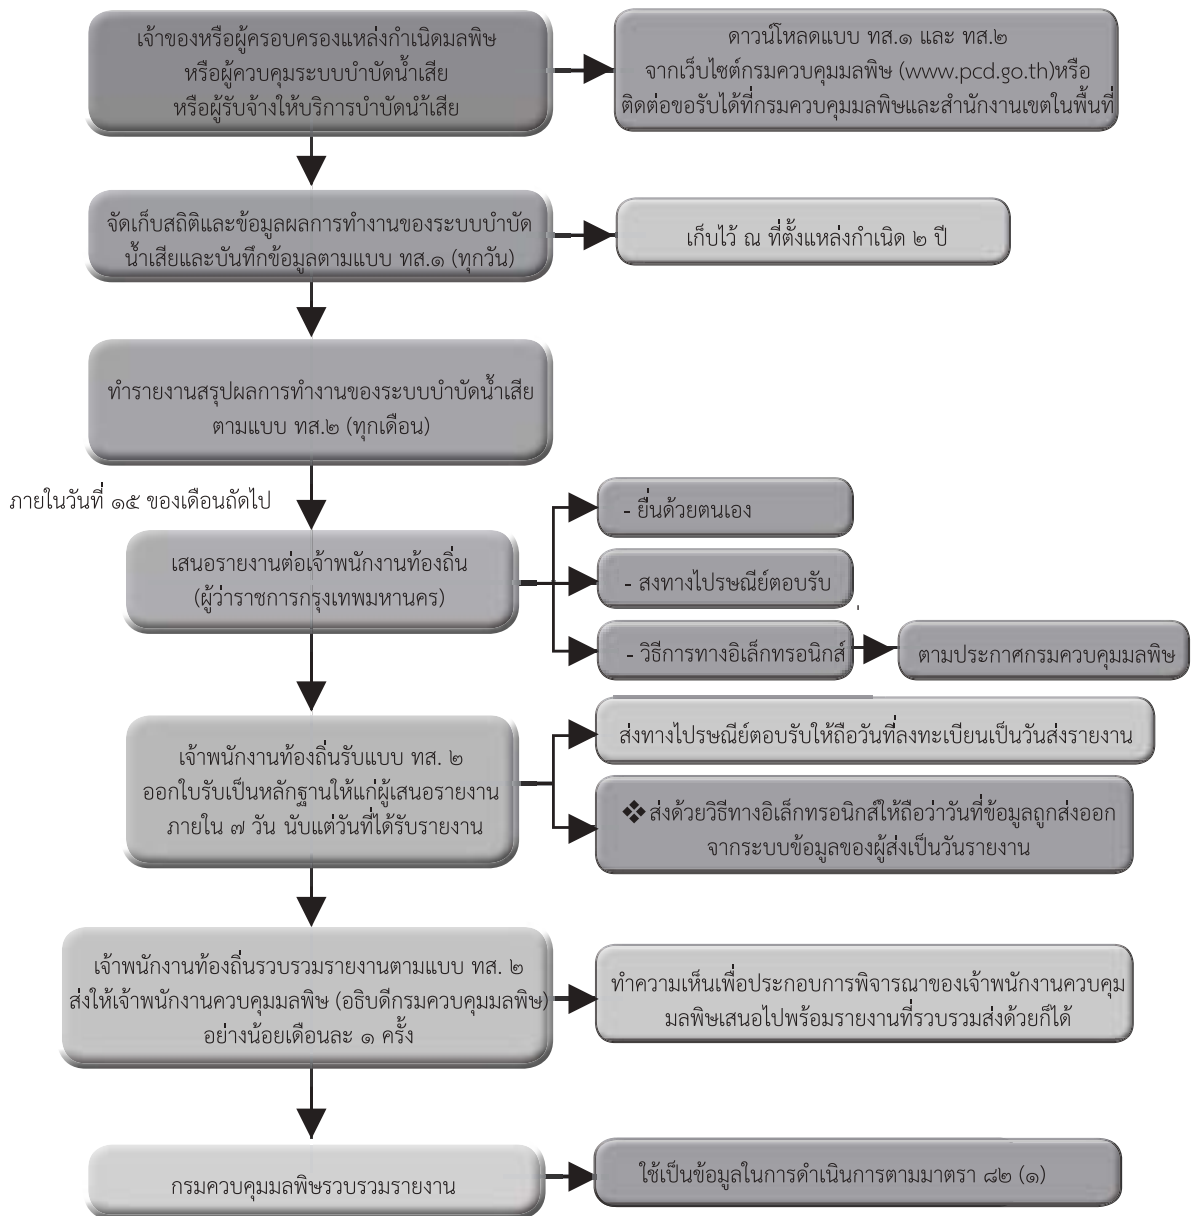 เจ้าของหรือผู้ครอบครองแหล่งกำเนิดมลพิษ
หรือผู้ควบคุมระบบบำบัดน้ำเสีย
หรือผู้รับจ้างให้บริการบำบัดน้ำเสีย
ดาวน์โหลดแบบ ทส.๑ และ ทส.๒
จากเว็บไซต์กรมควบคุมมลพิษ (www.pcd.go.th)หรือ
ติดต่อขอรับได้ที่กรมควบคุมมลพิษและสำนักงานเขตในพื้นที่
จัดเก็บสถิติและข้อมูลผลการทำงานของระบบบำบัด
น้ำเสียและบันทึกข้อมูลตามแบบ ทส.๑ (ทุกวัน)
เก็บไว้ ณ ที่ตั้งแหล่งกำเนิด ๒ ปี
ทำรายงานสรุปผลการทำงานของระบบบำบัดน้ำเสีย
ตามแบบ ทส.๒ (ทุกเดือน)
ภายในวันที่ ๑๕ ของเดือนถัดไป
เสนอรายงานต่อเจ้าพนักงานท้องถิ่น
(ผู้ว่าราชการกรุงเทพมหานคร)
- ยื่นด้วยตนเอง
- สงทางไปรษณีย์ตอบรับ
- วิธีการทางอิเล็กทรอนิกส์
ตามประกาศกรมควบคุมมลพิษ
เจ้าพนักงานท้องถิ่นรับแบบ ทส. ๒
ออกใบรับเป็นหลักฐานให้แก่ผู้เสนอรายงาน
ภายใน ๗ วัน นับแต่วันที่ได้รับรายงาน
ส่งทางไปรษณีย์ตอบรับให้ถือวันที่ลงทะเบียนเป็นวันส่งรายงาน
❖ ส่งด้วยวิธีทางอิเล็กทรอนิกส์ให้ถือว่าวันที่ข้อมูลถูกส่งออก
จากระบบข้อมูลของผู้ส่งเป็นวันรายงาน
เจ้าพนักงานท้องถิ่นรวบรวมรายงานตามแบบ ทส. ๒
ส่งให้เจ้าพนักงานควบคุมมลพิษ (อธิบดีกรมควบคุมมลพิษ)
อย่างน้อยเดือนละ ๑ ครั้ง
ทำความเห็นเพื่อประกอบการพิจารณาของเจ้าพนักงานควบคุม
มลพิษเสนอไปพร้อมรายงานที่รวบรวมส่งด้วยก็ได้
กรมควบคุมมลพิษรวบรวมรายงาน
ใช้เป็นข้อมูลในการดำเนินการตามมาตรา ๘๒ (๑)